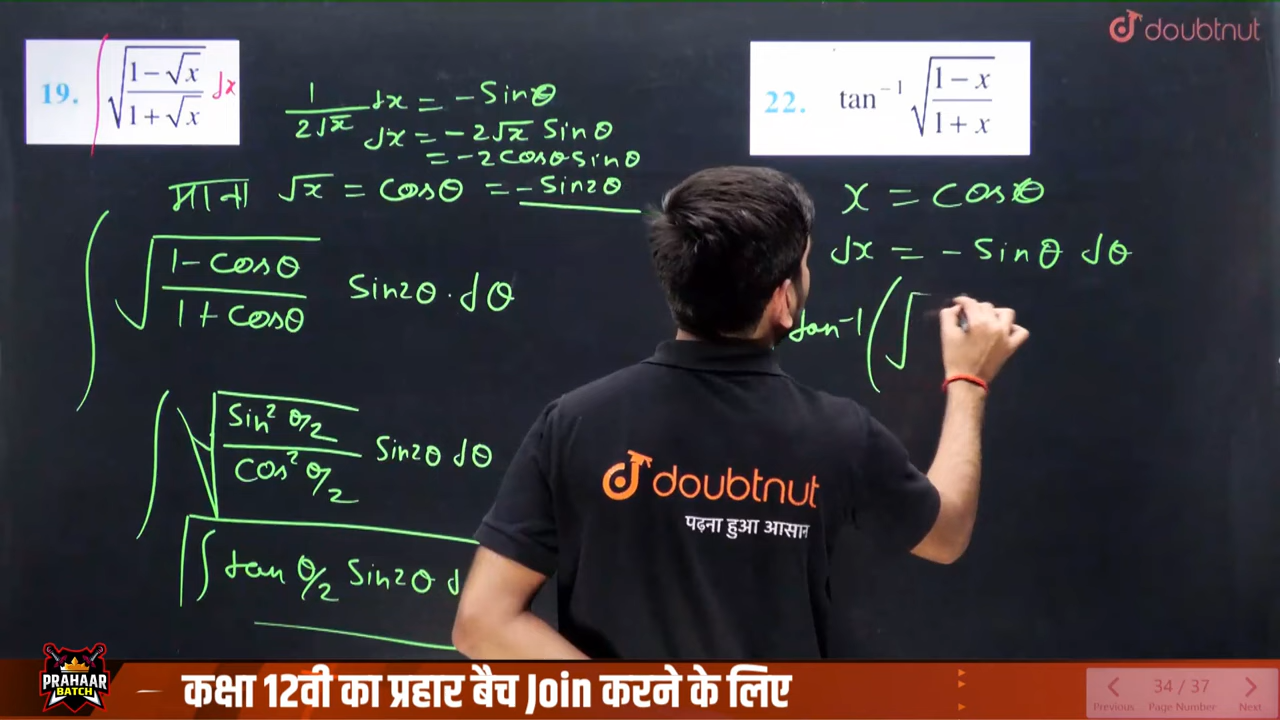 doubtnut
19. ∫ √((1-√x)/(1+√x)) dx
1/(2√x) dx = -Sinθ
dx = -2√x Sinθ
= -2cosθsinθ
माना √x = cosθ = -Sin2θ
∫ √((1-cosθ)/(1+cosθ)) Sin2θ.dθ
∫ √((Sin² θ/2)/(cos² θ/2)) Sin2θ dθ
∫ tan θ/2 Sin2θ d
22. tan⁻¹ √((1-x)/(1+x))
x = cosθ
dx = -Sinθ dθ
tan⁻¹(√
doubtnut
पढ़ना हुआ आसान
PRAHAAR
BATCH
कक्षा 12वी का प्रहार बैच Join करने के लिए
34 / 37
Previous Page Number Next